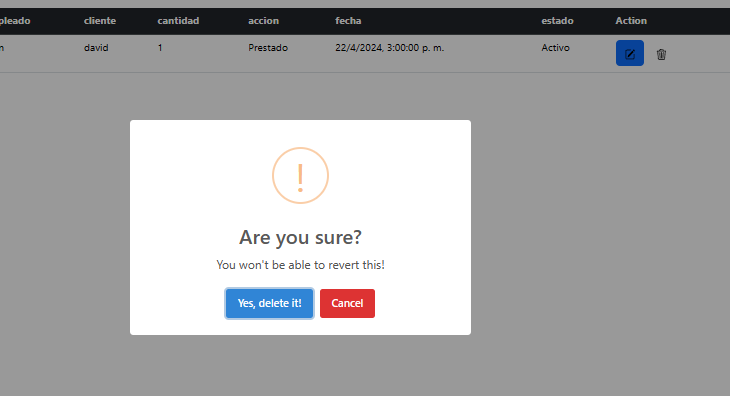 cliente cantidad accion fecha estado Action
david 1 Prestado 22/4/2024, 3:00:00 p. m. Activo
!
Are you sure?
You won't be able to revert this!
Yes, delete it! Cancel